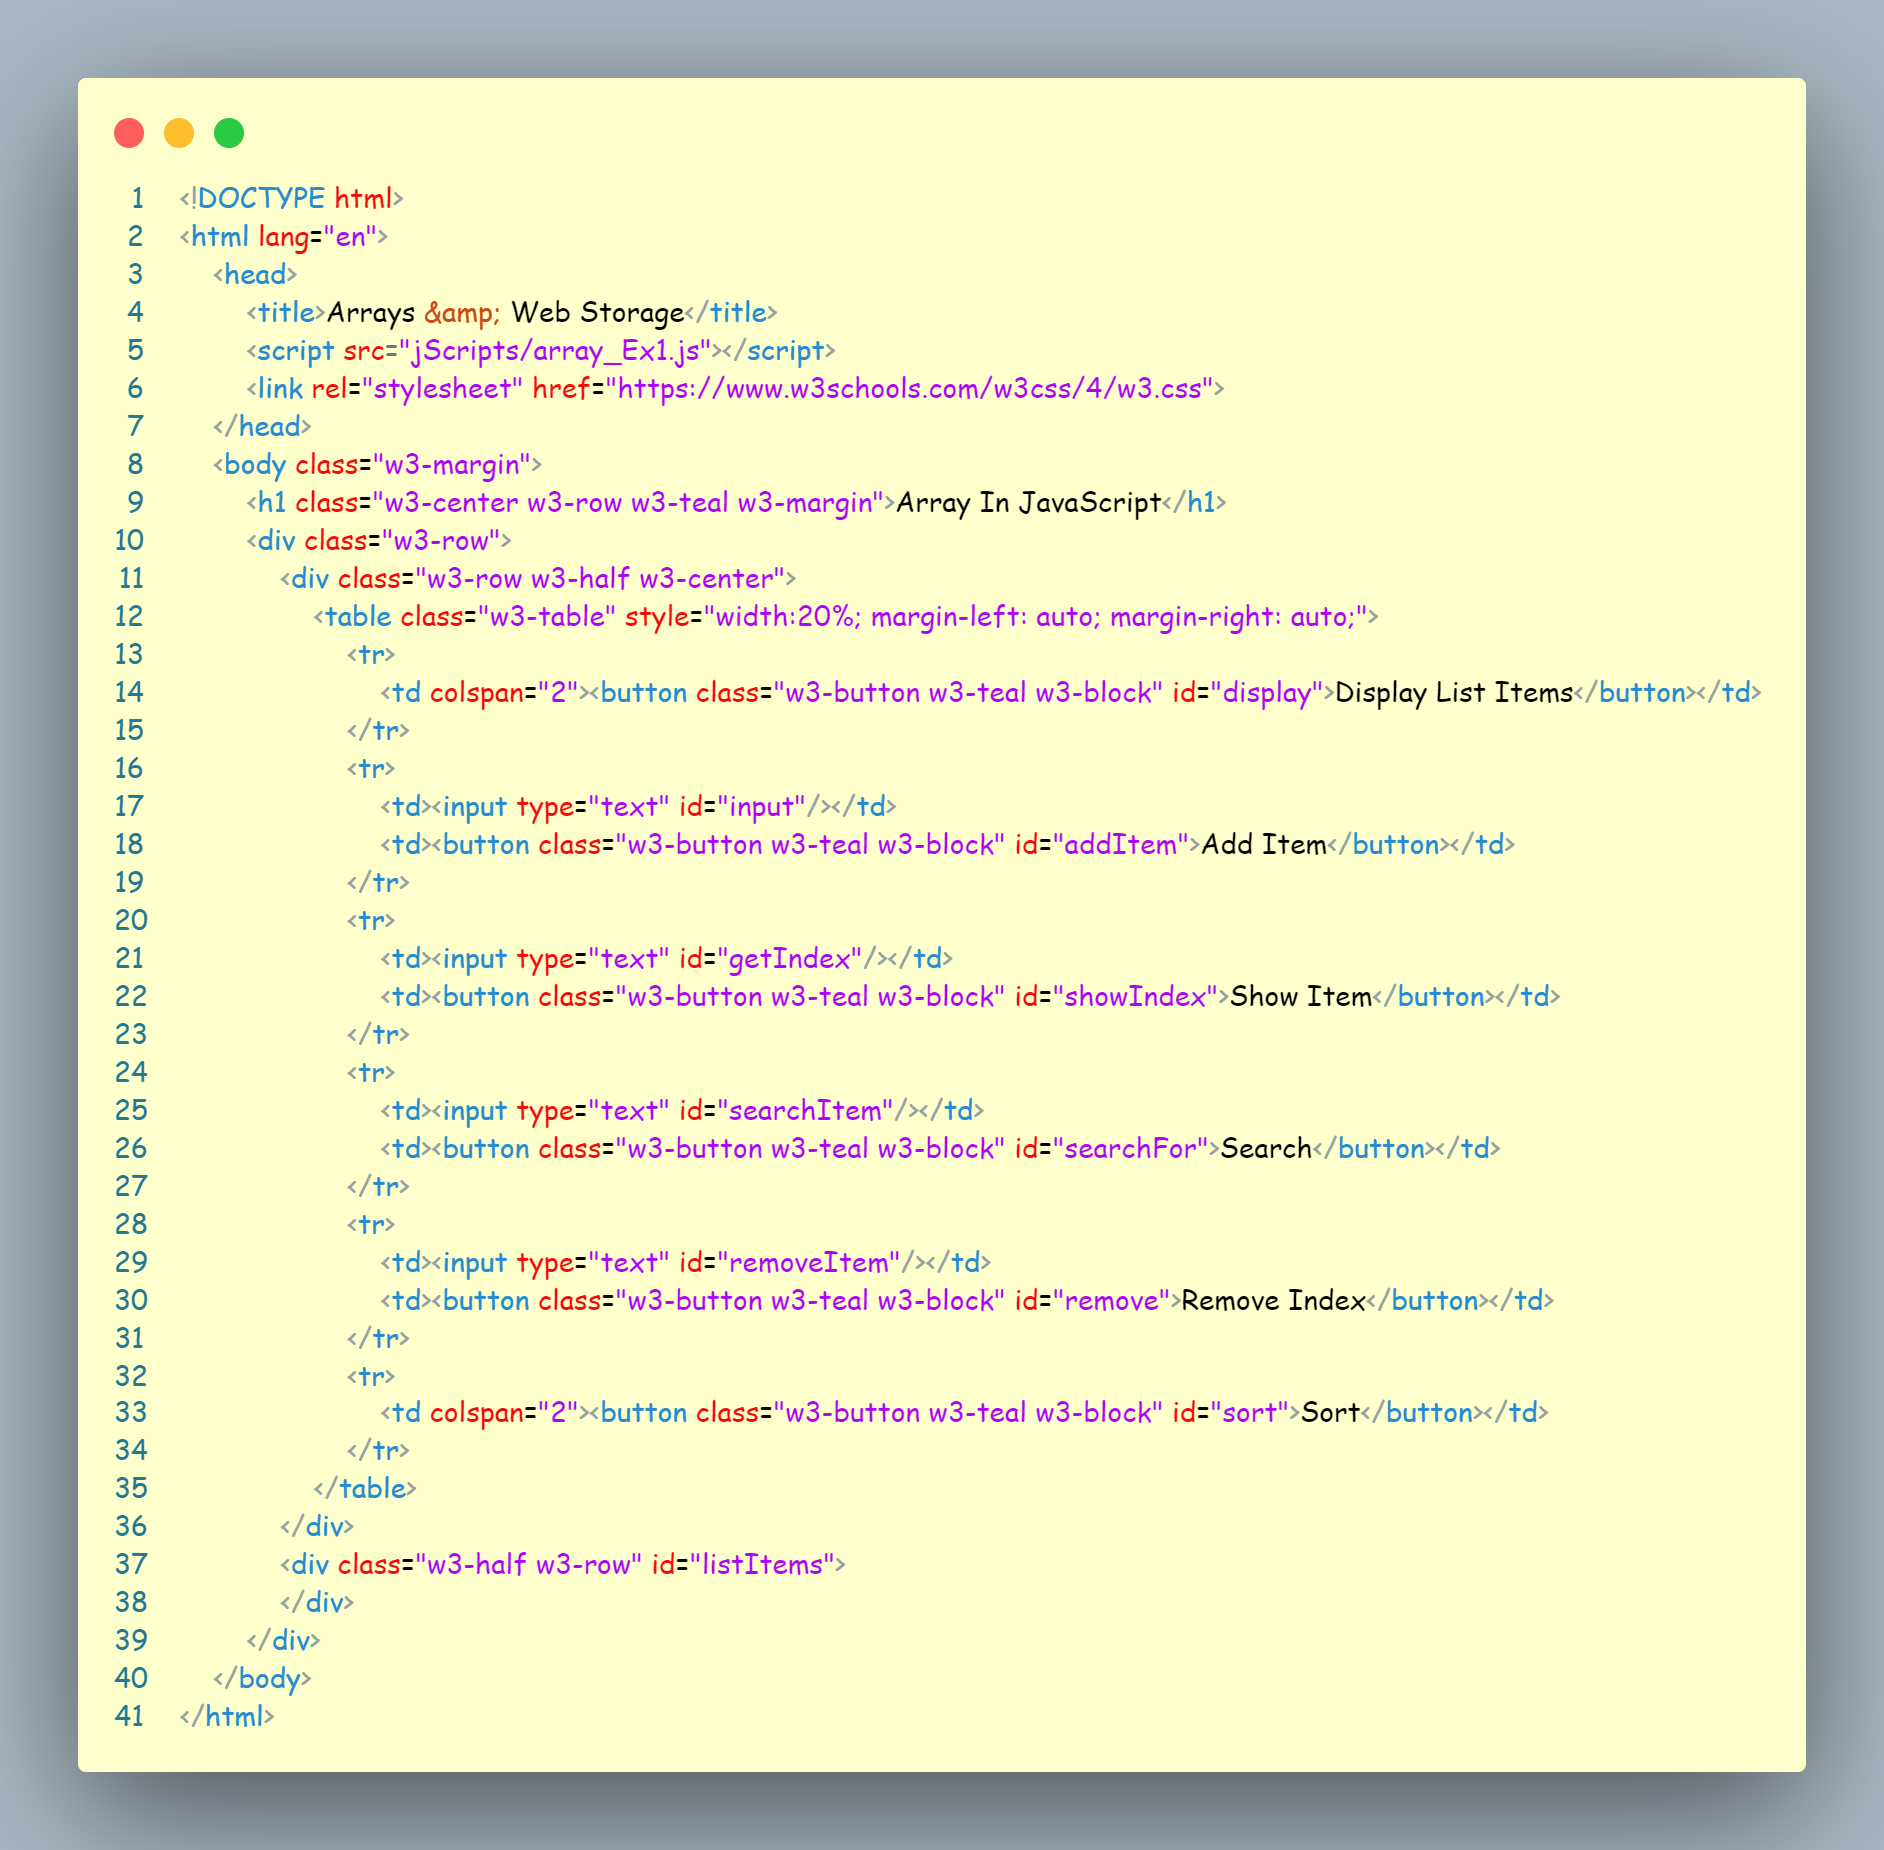 1 <!DOCTYPE html>
2 <html lang="en">
3 <head>
4 <title>Arrays &amp; Web Storage</title>
5 <script src="jScripts/array_Ex1.js"></script>
6 <link rel="stylesheet" href="https://www.w3schools.com/w3css/4/w3.css">
7 </head>
8 <body class="w3-margin">
9 <h1 class="w3-center w3-row w3-teal w3-margin">Array In JavaScript</h1>
10 <div class="w3-row">
11 <div class="w3-row w3-half w3-center">
12 <table class="w3-table" style="width:20%; margin-left: auto; margin-right: auto;">
13 <tr>
14 <td colspan="2"><button class="w3-button w3-teal w3-block" id="display">Display List Items</button></td>
15 </tr>
16 <tr>
17 <td><input type="text" id="input"/></td>
18 <td><button class="w3-button w3-teal w3-block" id="addItem">Add Item</button></td>
19 </tr>
20 <tr>
21 <td><input type="text" id="getIndex"/></td>
22 <td><button class="w3-button w3-teal w3-block" id="showIndex">Show Item</button></td>
23 </tr>
24 <tr>
25 <td><input type="text" id="searchItem"/></td>
26 <td><button class="w3-button w3-teal w3-block" id="searchFor">Search</button></td>
27 </tr>
28 <tr>
29 <td><input type="text" id="removeItem"/></td>
30 <td><button class="w3-button w3-teal w3-block" id="remove">Remove Index</button></td>
31 </tr>
32 <tr>
33 <td colspan="2"><button class="w3-button w3-teal w3-block" id="sort">Sort</button></td>
34 </tr>
35 </table>
36 </div>
37 <div class="w3-half w3-row" id="listItems">
38 </div>
39 </div>
40 </body>
41 </html>